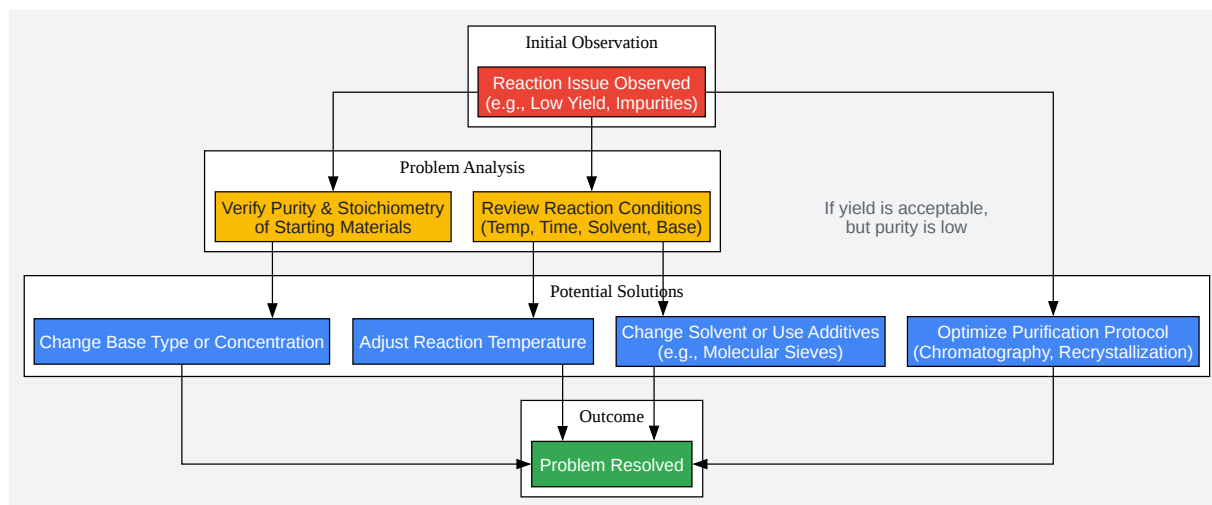 Initial Observation
Reaction Issue Observed
(e.g., Low Yield, Impurities)
Problem Analysis
Verify Purity & Stoichiometry
of Starting Materials
Review Reaction Conditions
(Temp, Time, Solvent, Base)
If yield is acceptable,
but purity is low
Potential Solutions
Change Base Type or Concentration
Adjust Reaction Temperature
Change Solvent or Use Additives
(e.g., Molecular Sieves)
Optimize Purification Protocol
(Chromatography, Recrystallization)
Outcome
Problem Resolved